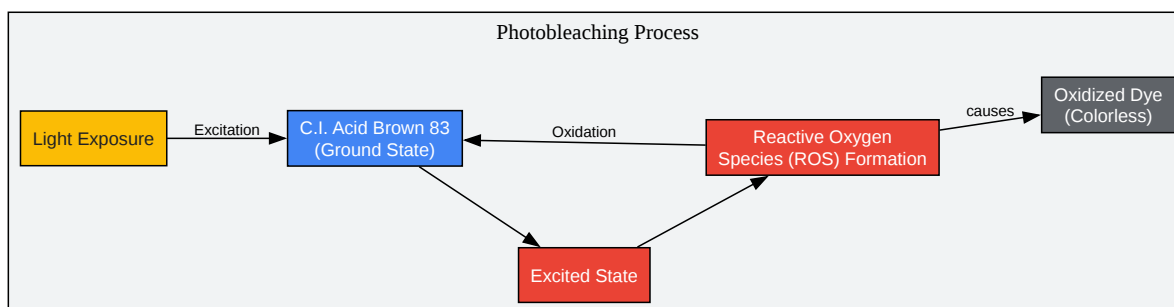 Photobleaching Process
Light Exposure
Excitation
C.I. Acid Brown 83
(Ground State)
Oxidation
Reactive Oxygen
Species (ROS) Formation
causes
Oxidized Dye
(Colorless)
Excited State